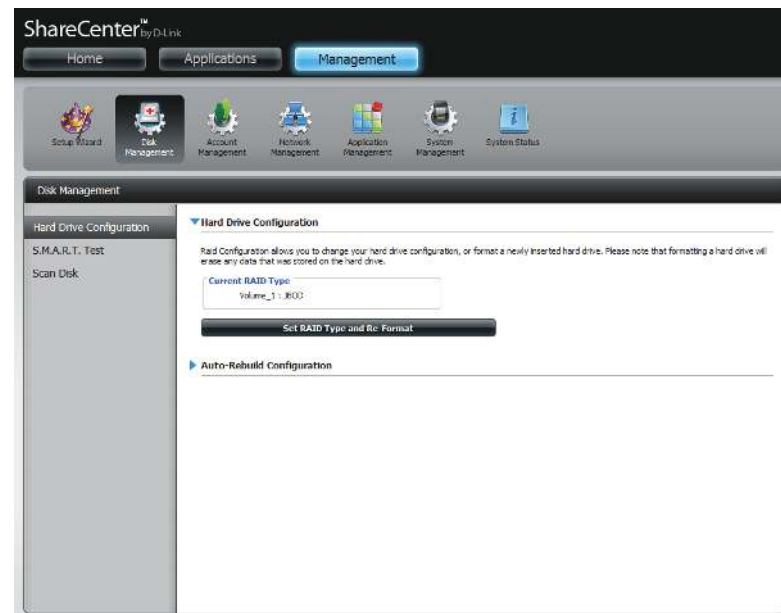 ShareCenter™ by D-Link
Home Applications Management
Setup Wizard
Disk Management
Account Management
Network Management
Application Management
System Management
System Status
Disk Management
Hard Drive Configuration
S.M.A.R.T. Test
Scan Disk
Hard Drive Configuration
Raid Configuration allows you to change your hard drive configuration, or format a newly inserted hard drive. Please note that formatting a hard drive will
erase any data that was stored on the hard drive.
Current RAID Type
Volume_1 : JBOD
Set RAID Type and Re-Format
Auto-Rebuild Configuration